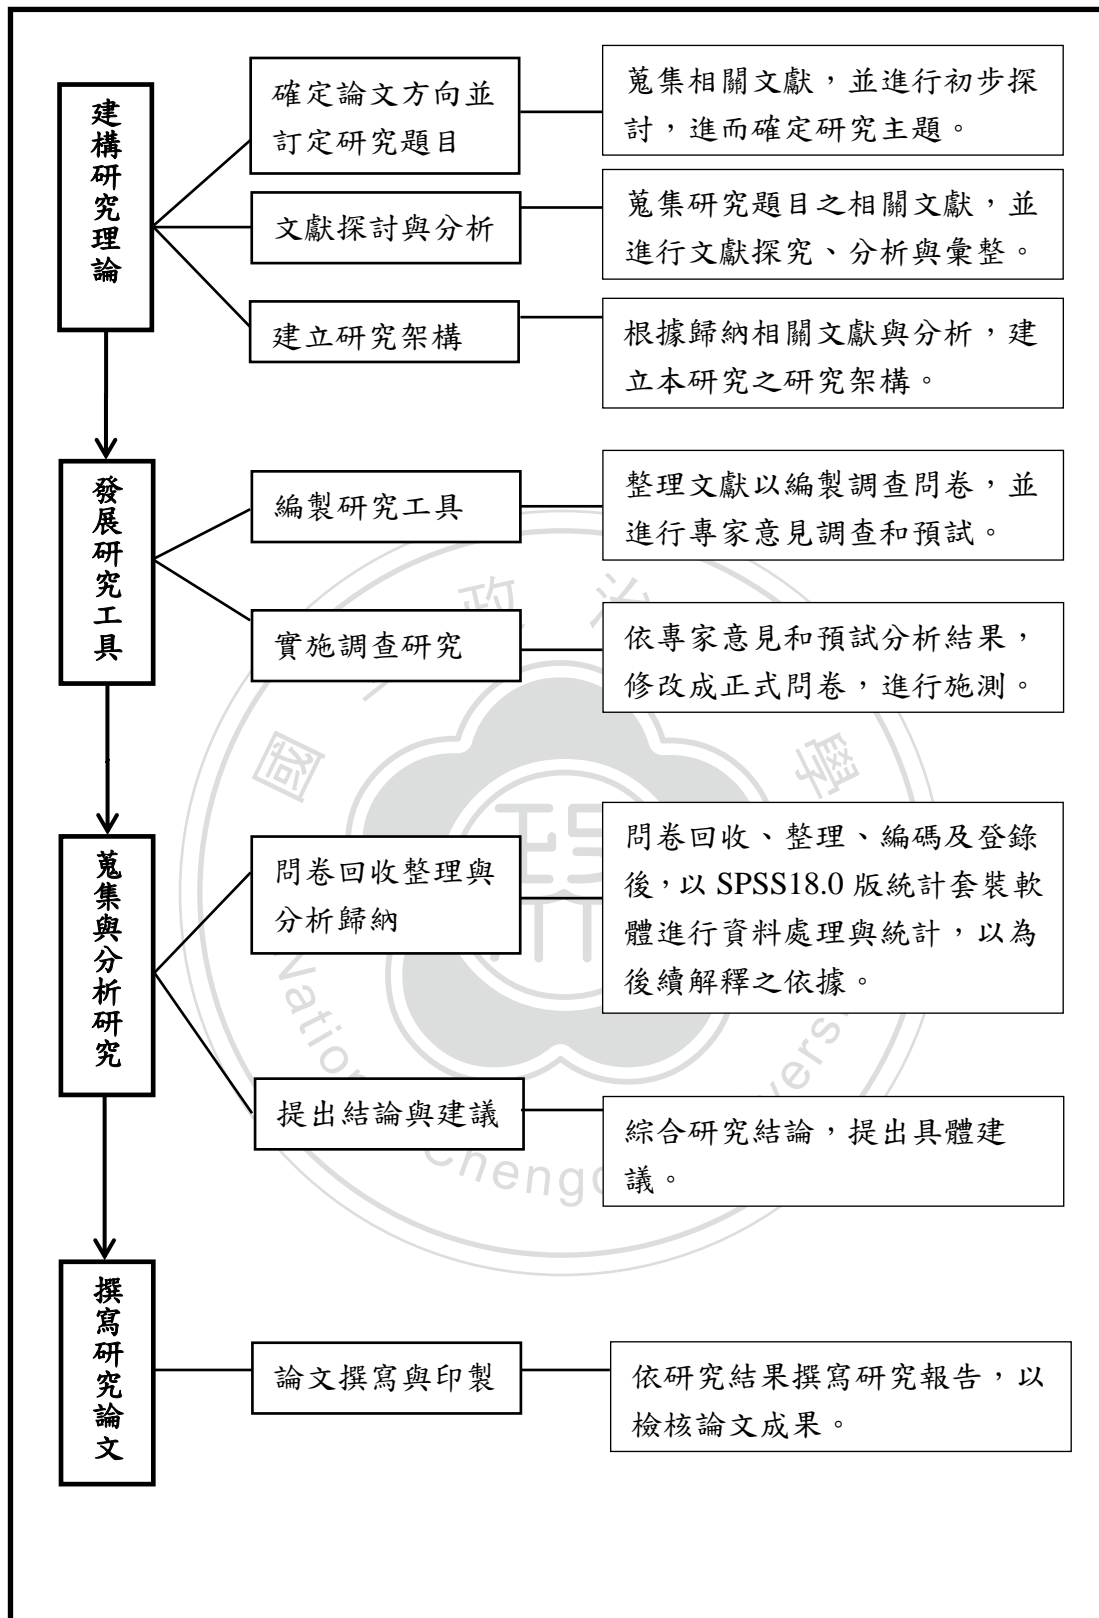 建構研究理論
確定論文方向並
訂定研究題目
蒐集相關文獻，並進行初步探
討，進而確定研究主題。
文獻探討與分析
蒐集研究題目之相關文獻，並
進行文獻探究、分析與彙整。
建立研究架構
根據歸納相關文獻與分析，建
立本研究之研究架構。
發展研究工具
編製研究工具
整理文獻以編製調查問卷，並
進行專家意見調查和預試。
實施調查研究
依專家意見和預試分析結果，
修改成正式問卷，進行施測。
蒐集與分析研究
問卷回收整理與
分析歸納
問卷回收、整理、編碼及登錄
後，以 SPSS18.0 版統計套裝軟
體進行資料處理與統計，以為
後續解釋之依據。
提出結論與建議
綜合研究結論，提出具體建
議。
撰寫研究論文
論文撰寫與印製
依研究結果撰寫研究報告，以
檢核論文成果。
國
政治
學